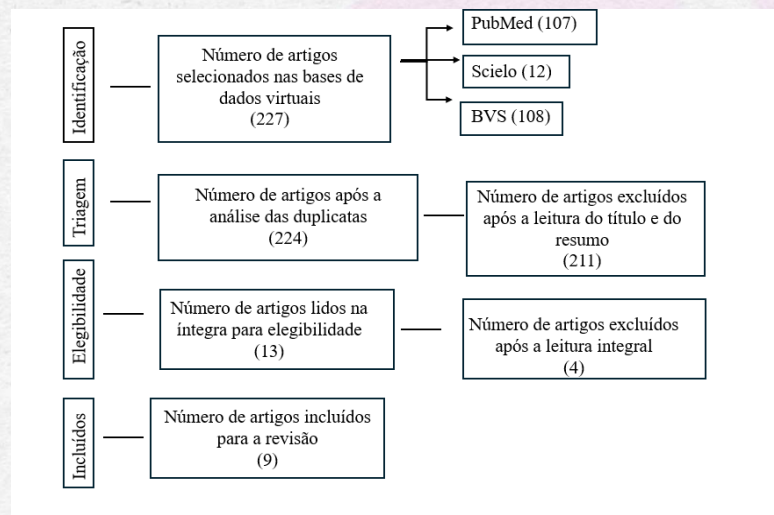 Identificação
Número de artigos
selecionados nas bases de
dados virtuais
(227)
PubMed (107)
Scielo (12)
BVS (108)
Triagem
Número de artigos após a
análise das duplicatas
(224)
Número de artigos excluídos
após a leitura do título e do
resumo
(211)
Elegibilidade
Número de artigos lidos na
íntegra para elegibilidade
(13)
Número de artigos excluídos
após a leitura integral
(4)
Incluídos
Número de artigos incluídos
para a revisão
(9)